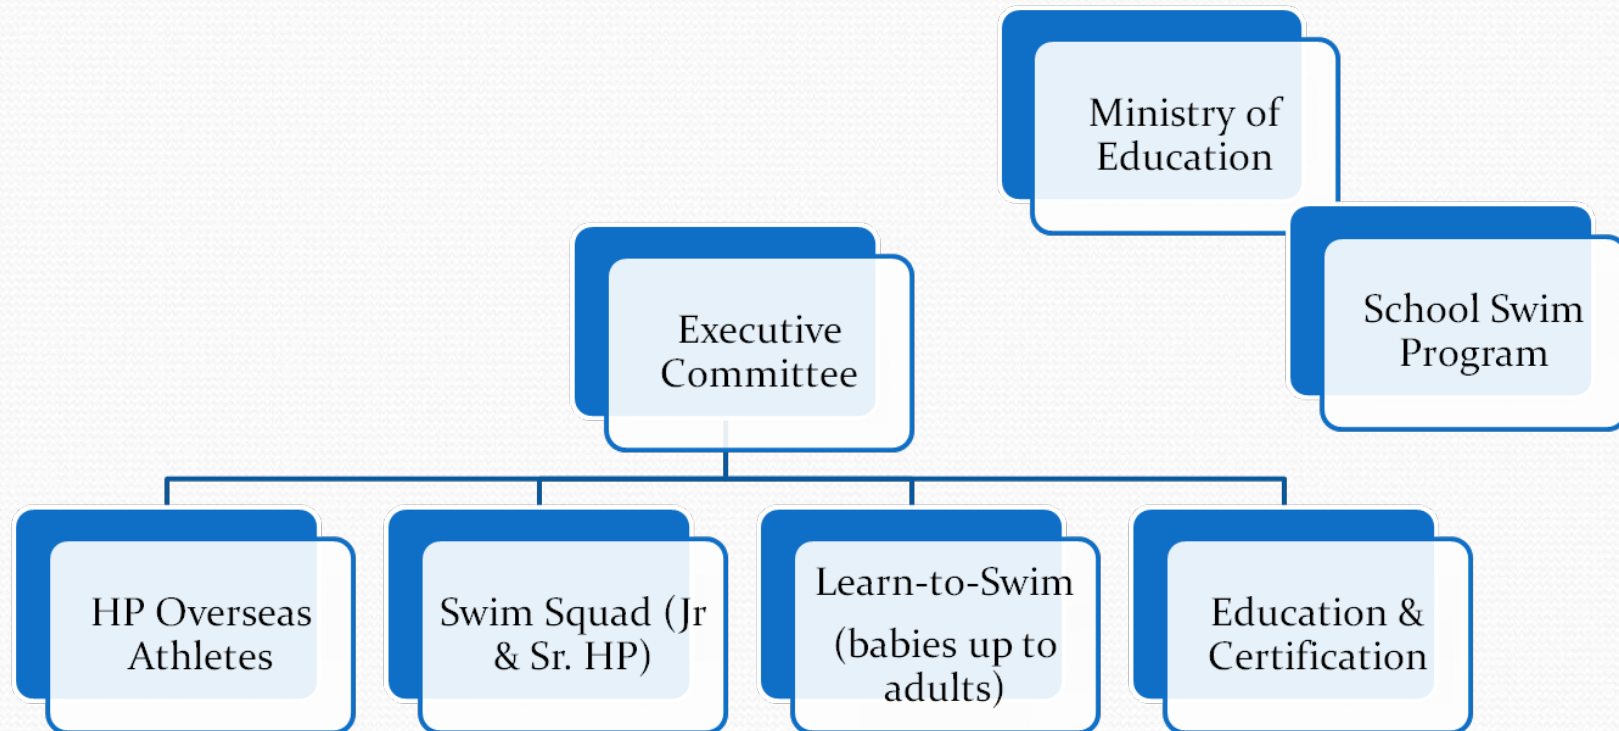 Ministry of
Education
School Swim
Program
Executive
Committee
HP Overseas
Athletes
Swim Squad (Jr
& Sr. HP)
Learn-to-Swim
(babies up to
adults)
Education &
Certification